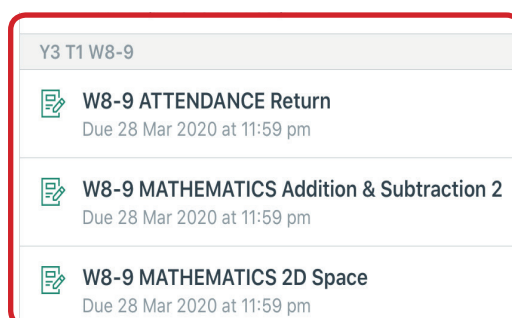 Y3 T1 W8-9
W8-9 ATTENDANCE Return
Due 28 Mar 2020 at 11:59 pm
W8-9 MATHEMATICS Addition & Subtraction 2
Due 28 Mar 2020 at 11:59 pm
W8-9 MATHEMATICS 2D Space
Due 28 Mar 2020 at 11:59 pm